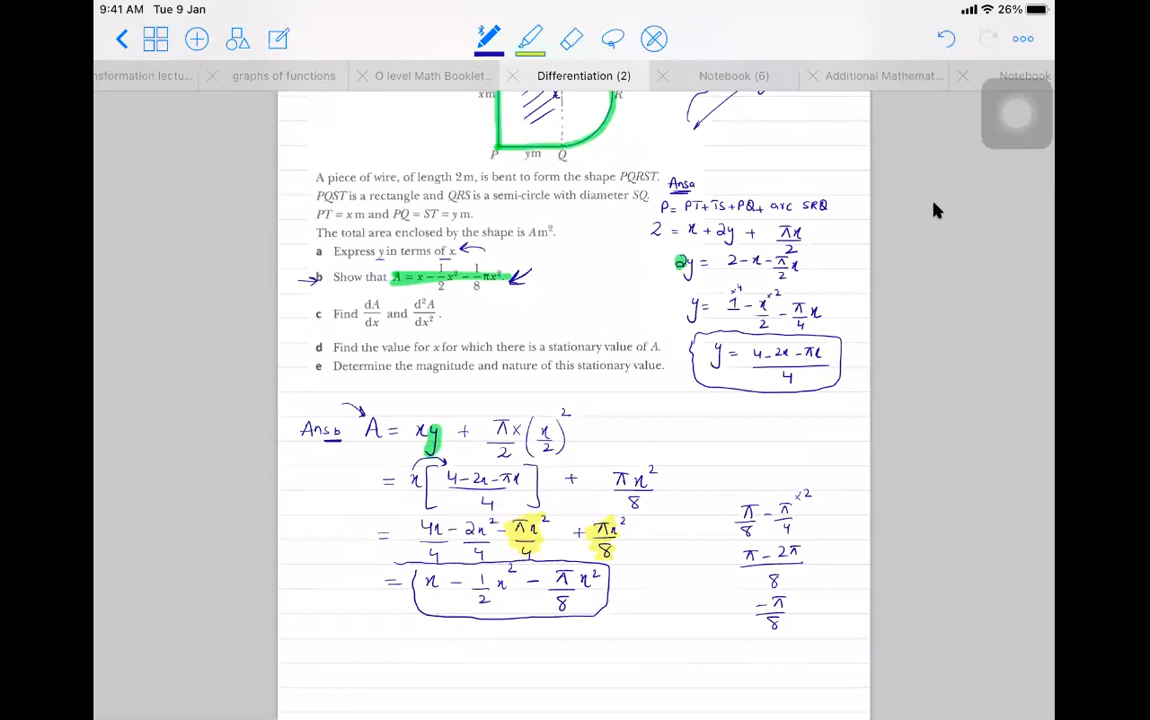 9:41 AM Tue 9 Jan
26%
nsformation lectu...
graphs of functions
O level Math Booklet...
Differentiation (2)
Notebook (6)
Additional Mathemat...
Notebook
xm
R
P
ym
Q
A piece of wire, of length 2m, is bent to form the shape PQRST.
PQST is a rectangle and QRS is a semi-circle with diameter SQ.
PT = x m and PQ = ST = y m.
The total area enclosed by the shape is Am².
a Express y in terms of x.
b Show that A = x − 1/2 x² − 1/8 πx².
c Find dA/dx and d²A/dx².
d Find the value for x for which there is a stationary value of A.
e Determine the magnitude and nature of this stationary value.
Ans a
P = PT + TS + PQ + arc SRQ
2 = x + 2y + πx/2
2y = 2 − x − π/2 x
y = 1 − x/2 − π/4 x
×4 ×2
y = (4 − 2x − πx)/4
Ans b A = xy + π/2 × (x/2)²
= x[(4 − 2x − πx)/4] + πx²/8
= 4x/4 − 2x²/4 − πx²/4 + πx²/8
= x − 1/2 x² − π/8 x²
π/8 − π/4 ×2
π − 2π
8
−π/8